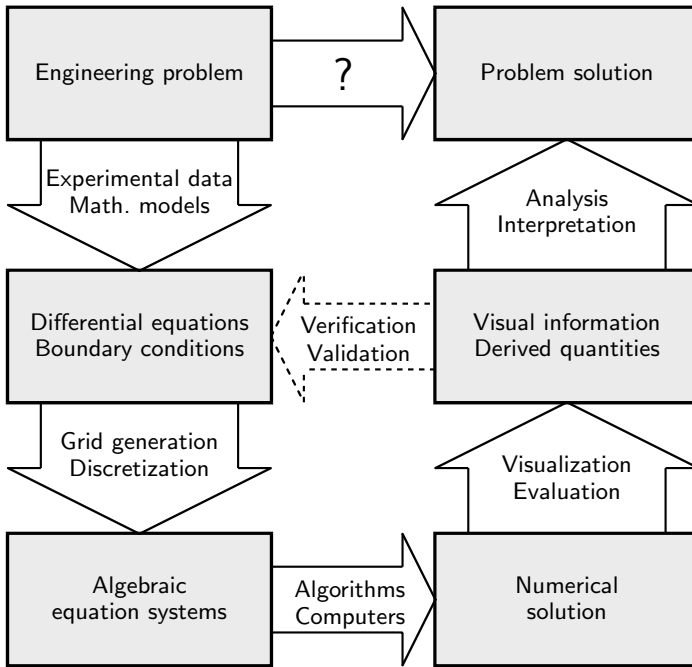 Engineering problem
?
Problem solution
Experimental data
Math. models
Analysis
Interpretation
Differential equations
Boundary conditions
Verification
Validation
Visual information
Derived quantities
Grid generation
Discretization
Visualization
Evaluation
Algebraic
equation systems
Algorithms
Computers
Numerical
solution